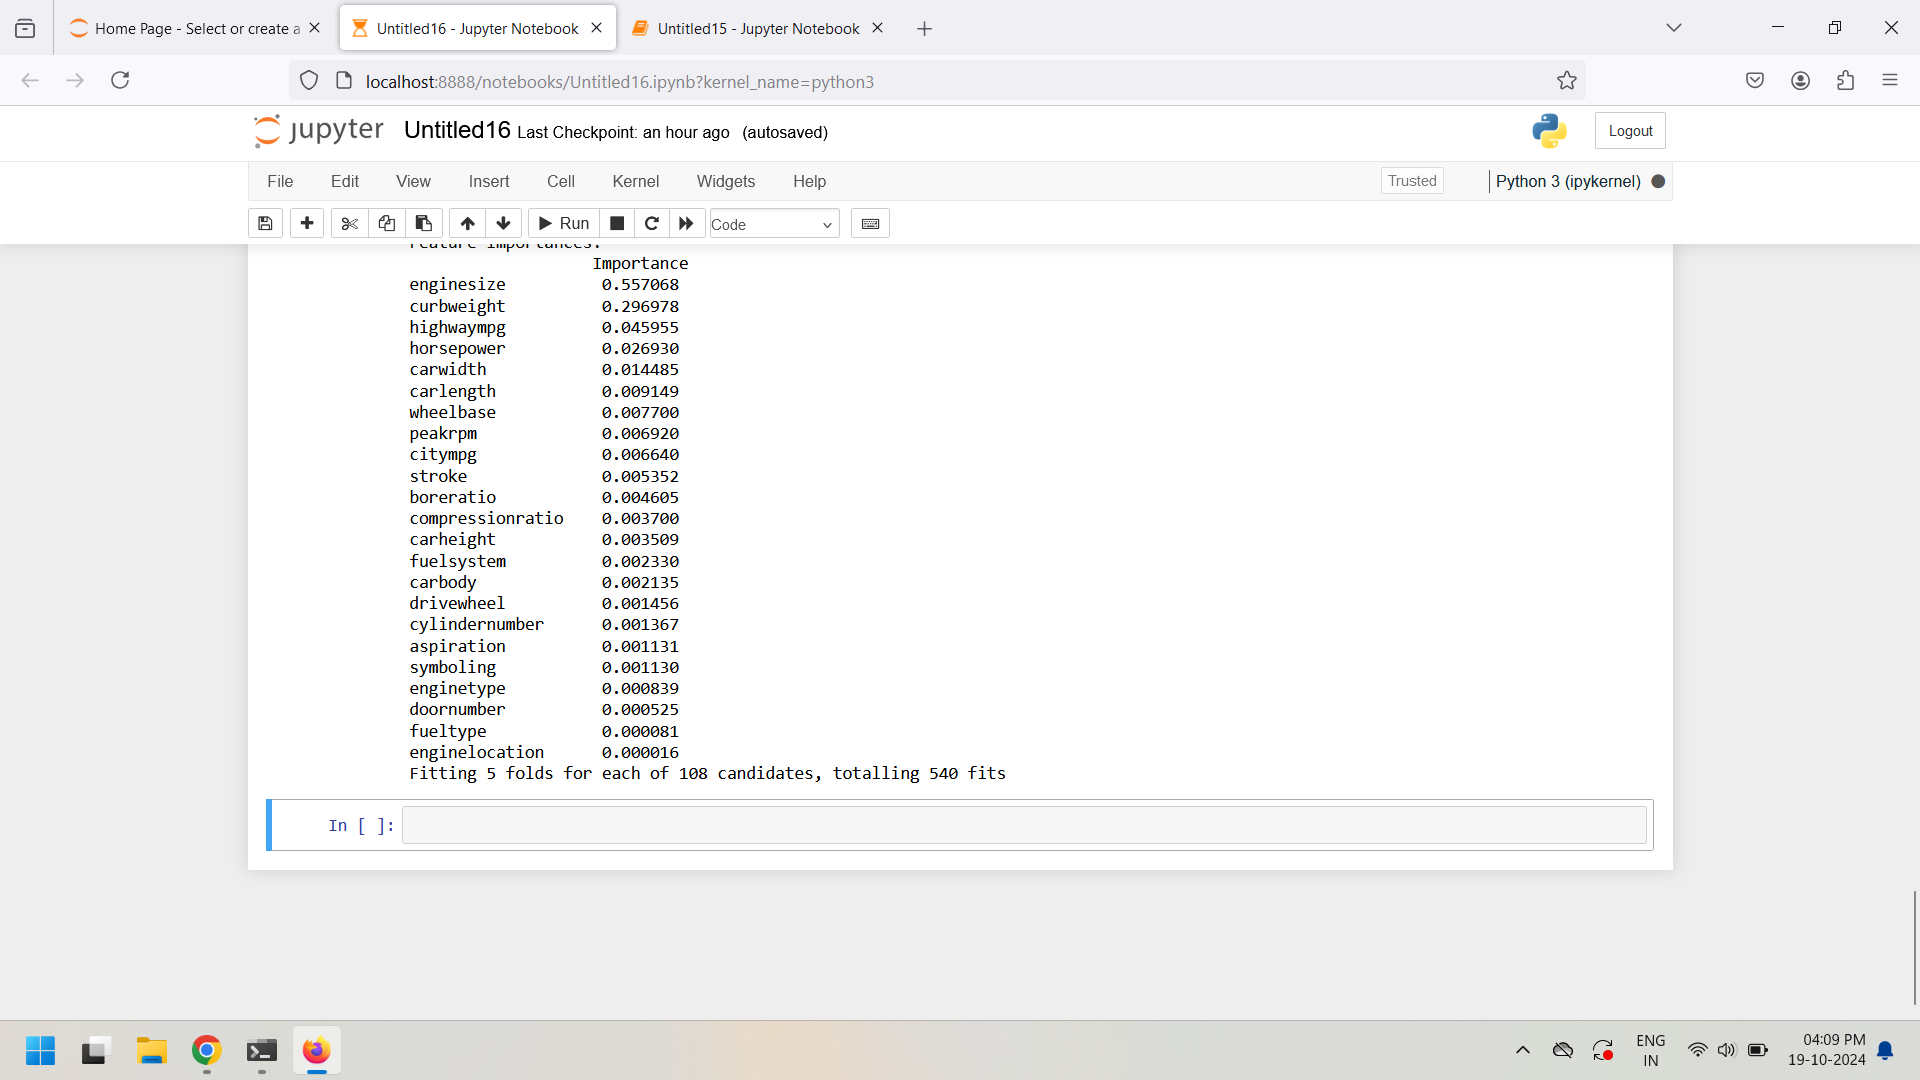 Home Page - Select or create a
Untitled16 - Jupyter Notebook
Untitled15 - Jupyter Notebook
localhost:8888/notebooks/Untitled16.ipynb?kernel_name=python3
jupyter Untitled16 Last Checkpoint: an hour ago (autosaved)
Logout
File Edit View Insert Cell Kernel Widgets Help
Trusted
Python 3 (ipykernel)
Run
Code
Feature Importances:
Importance
enginesize 0.557068
curbweight 0.296978
highwaympg 0.045955
horsepower 0.026930
carwidth 0.014485
carlength 0.009149
wheelbase 0.007700
peakrpm 0.006920
citympg 0.006640
stroke 0.005352
boreratio 0.004605
compressionratio 0.003700
carheight 0.003509
fuelsystem 0.002330
carbody 0.002135
drivewheel 0.001456
cylindernumber 0.001367
aspiration 0.001131
symboling 0.001130
enginetype 0.000839
doornumber 0.000525
fueltype 0.000081
enginelocation 0.000016
Fitting 5 folds for each of 108 candidates, totalling 540 fits
In [ ]:
ENG
IN
04:09 PM
19-10-2024